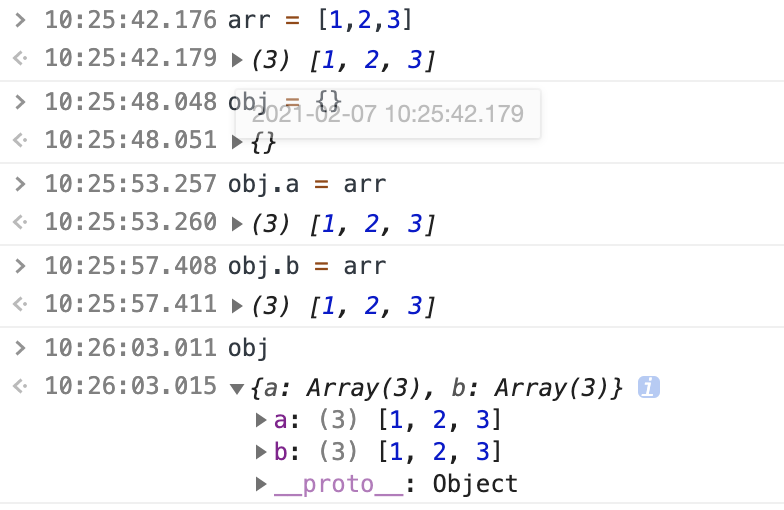 > 10:25:42.176 arr = [1,2,3]
<· 10:25:42.179 ▶(3) [1, 2, 3]
> 10:25:48.048 obj = {}
2021-02-07 10:25:42.179
<· 10:25:48.051 ▶{}
> 10:25:53.257 obj.a = arr
<· 10:25:53.260 ▶(3) [1, 2, 3]
> 10:25:57.408 obj.b = arr
<· 10:25:57.411 ▶(3) [1, 2, 3]
> 10:26:03.011 obj
<· 10:26:03.015 ▼{a: Array(3), b: Array(3)} i
▶a: (3) [1, 2, 3]
▶b: (3) [1, 2, 3]
▶__proto__: Object